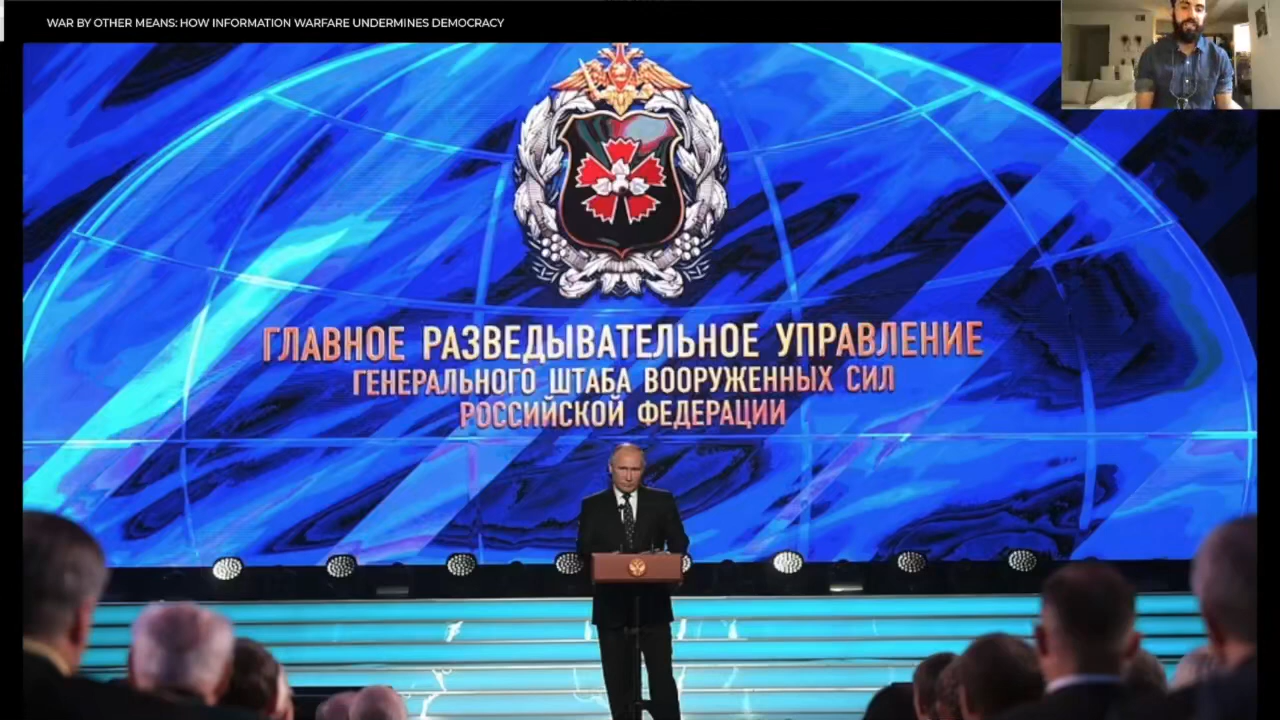 WAR BY OTHER MEANS: HOW INFORMATION WARFARE UNDERMINES DEMOCRACY
ГЛАВНОЕ РАЗВЕДЫВАТЕЛЬНОЕ УПРАВЛЕНИЕ
ГЕНЕРАЛЬНОГО ШТАБА ВООРУЖЕННЫХ СИЛ
РОССИЙСКОЙ ФЕДЕРАЦИИ